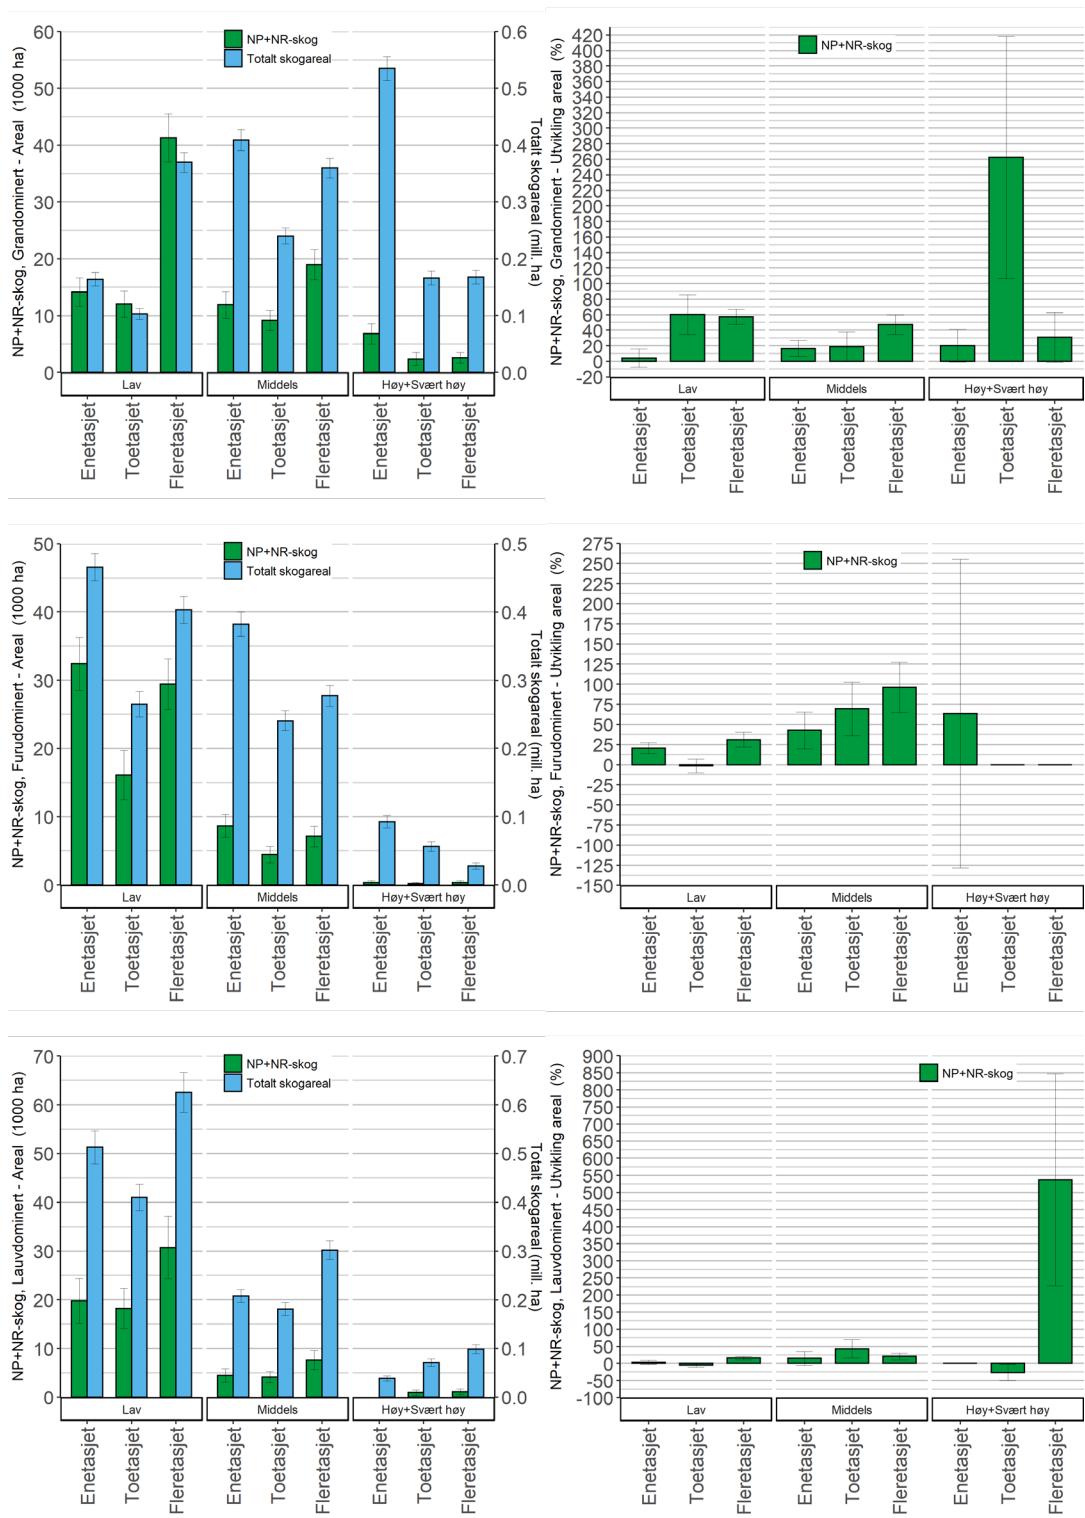 NP+NR-skog, Grandominert - Areal (1000 ha)
60
50
40
30
20
10
0
NP+NR-skog
Totalt skogareal
0.6
0.5
0.4
0.3
0.2
0.1
0.0
Totalt skogareal (mill. ha)
Lav
Middels
Høy+Svært høy
Enetasjet
Toetasjet
Fleretasjet
Enetasjet
Toetasjet
Fleretasjet
Enetasjet
Toetasjet
Fleretasjet
NP+NR-skog, Grandominert - Utvikling areal (%)
420
400
380
360
340
320
300
280
260
240
220
200
180
160
140
120
100
80
60
40
20
0
-20
NP+NR-skog
Lav
Middels
Høy+Svært høy
Enetasjet
Toetasjet
Fleretasjet
Enetasjet
Toetasjet
Fleretasjet
Enetasjet
Toetasjet
Fleretasjet
NP+NR-skog, Furudominert - Areal (1000 ha)
50
40
30
20
10
0
NP+NR-skog
Totalt skogareal
0.5
0.4
0.3
0.2
0.1
0.0
Totalt skogareal (mill. ha)
Lav
Middels
Høy+Svært høy
Enetasjet
Toetasjet
Fleretasjet
Enetasjet
Toetasjet
Fleretasjet
Enetasjet
Toetasjet
Fleretasjet
NP+NR-skog, Furudominert - Utvikling areal (%)
275
250
225
200
175
150
125
100
75
50
25
0
-25
-50
-75
-100
-125
-150
NP+NR-skog
Lav
Middels
Høy+Svært høy
Enetasjet
Toetasjet
Fleretasjet
Enetasjet
Toetasjet
Fleretasjet
Enetasjet
Toetasjet
Fleretasjet
NP+NR-skog, Lauvdominert - Areal (1000 ha)
70
60
50
40
30
20
10
0
NP+NR-skog
Totalt skogareal
0.7
0.6
0.5
0.4
0.3
0.2
0.1
0.0
Totalt skogareal (mill. ha)
Lav
Middels
Høy+Svært høy
Enetasjet
Toetasjet
Fleretasjet
Enetasjet
Toetasjet
Fleretasjet
Enetasjet
Toetasjet
Fleretasjet
NP+NR-skog, Lauvdominert - Utvikling areal (%)
900
850
800
750
700
650
600
550
500
450
400
350
300
250
200
150
100
50
0
-50
-100
NP+NR-skog
Lav
Middels
Høy+Svært høy
Enetasjet
Toetasjet
Fleretasjet
Enetasjet
Toetasjet
Fleretasjet
Enetasjet
Toetasjet
Fleretasjet